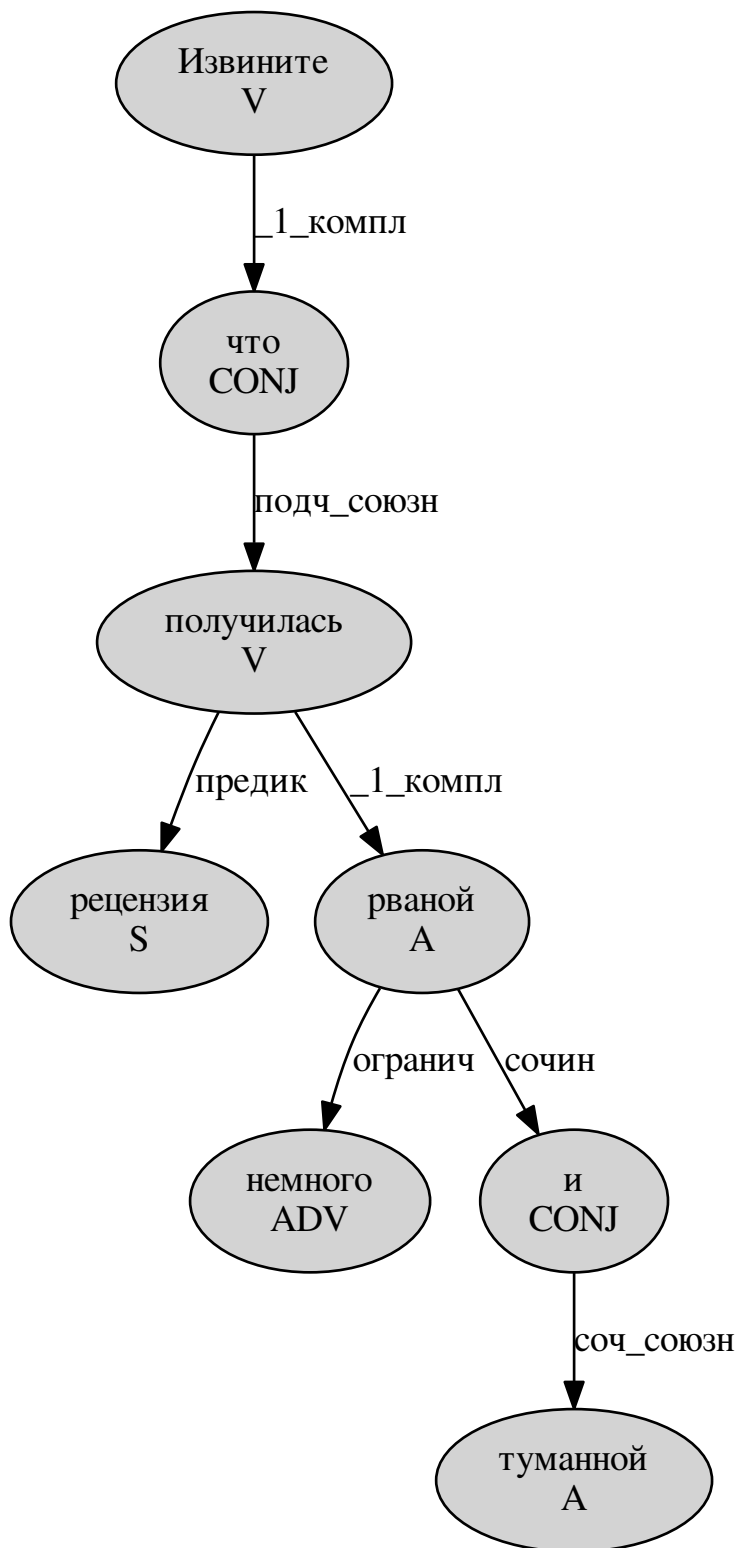 Извините
V
_1_компл
что
CONJ
подч_союзн
получилась
V
предик
_1_компл
рецензия
S
рваной
A
огранич
сочин
немного
ADV
и
CONJ
соч_союзн
туманной
A